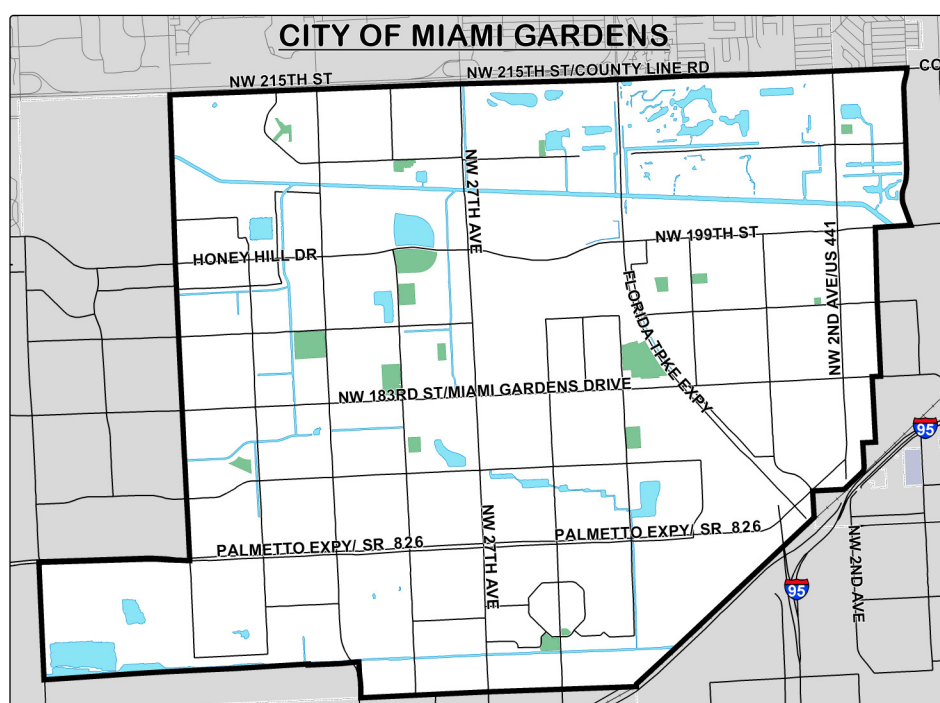 CITY OF MIAMI GARDENS
NW 215TH ST
NW 215TH ST/COUNTY LINE RD
CO
NW 27TH AVE
NW 199TH ST
HONEY HILL DR
NW 2ND AVE/US 441
FLORIDA TPKE EXPY
NW 183RD ST/MIAMI GARDENS DRIVE
95
NW 27TH AVE
PALMETTO EXPY/ SR 826
PALMETTO EXPY/ SR 826
NW 2ND AVE
95